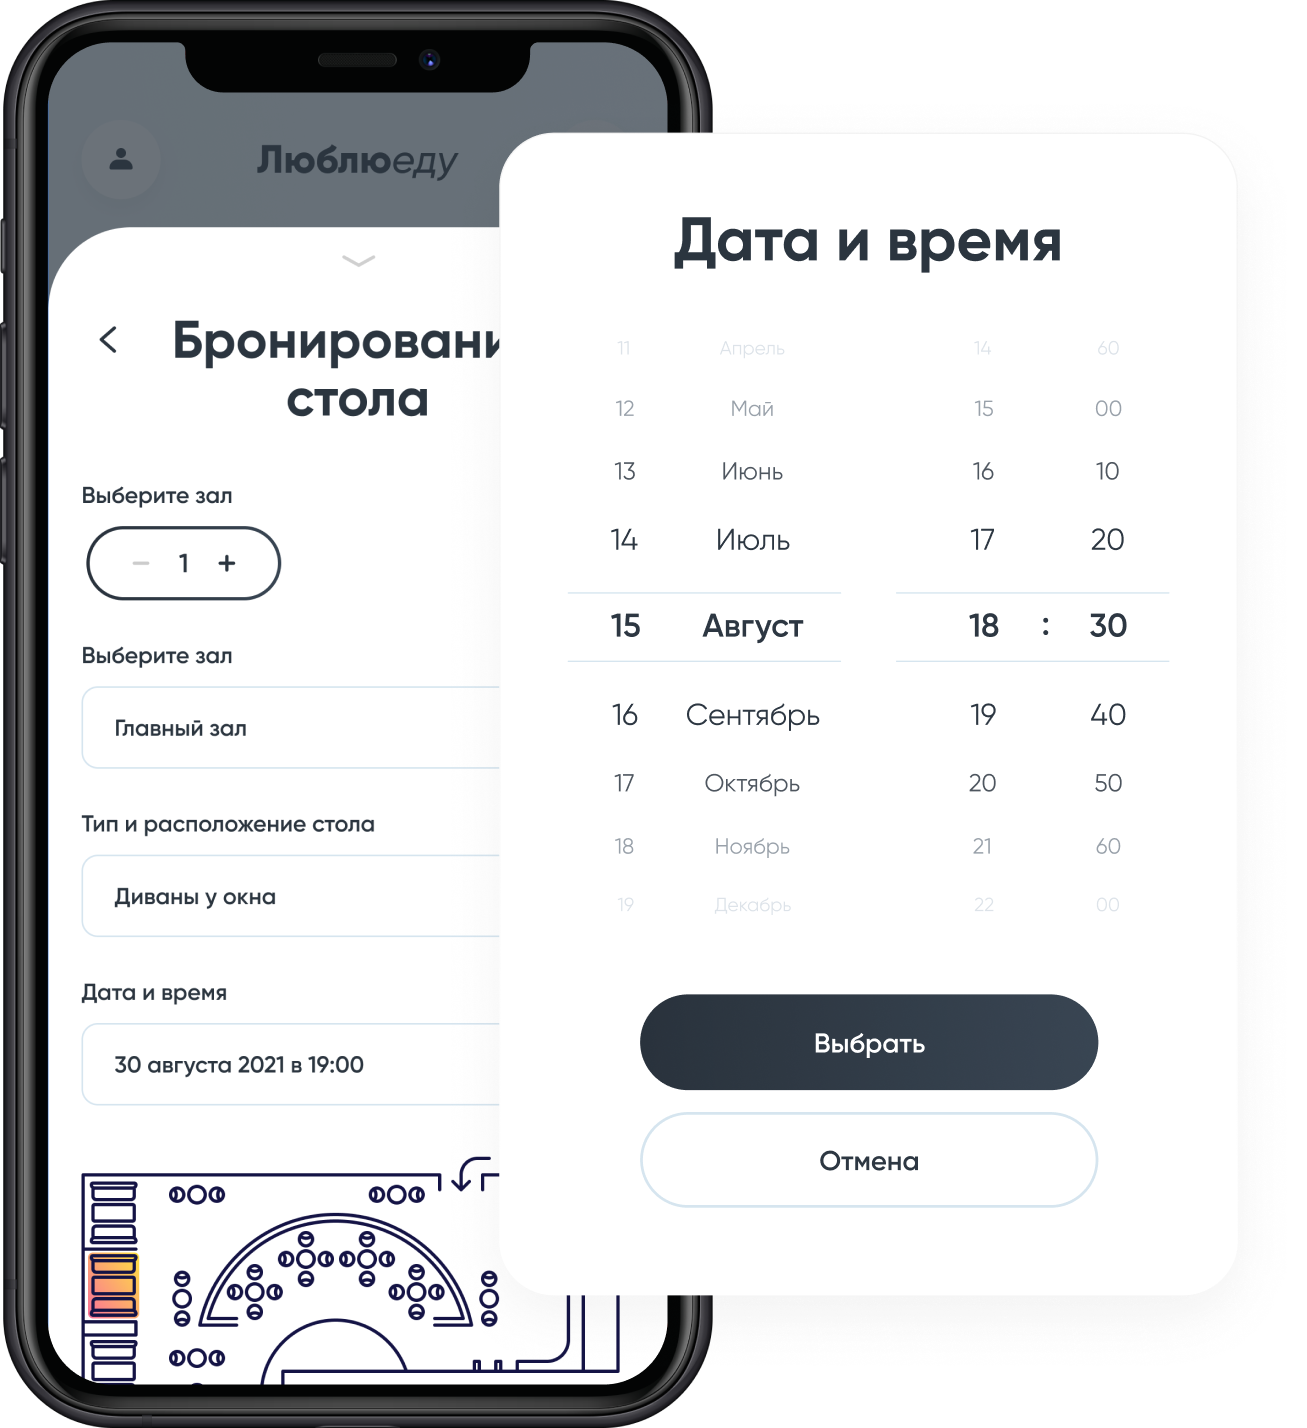 Люблюеду
Бронировани
стола
Выберите зал
1
Выберите зал
Главный зал
Тип и расположение стола
Диваны у окна
Дата и время
30 августа 2021 в 19:00
Дата и время
11 Апрель 14 60
12 Май 15 00
13 Июнь 16 10
14 Июль 17 20
15 Август 18 : 30
16 Сентябрь 19 40
17 Октябрь 20 50
18 Ноябрь 21 60
19 Декабрь 22 00
Выбрать
Отмена